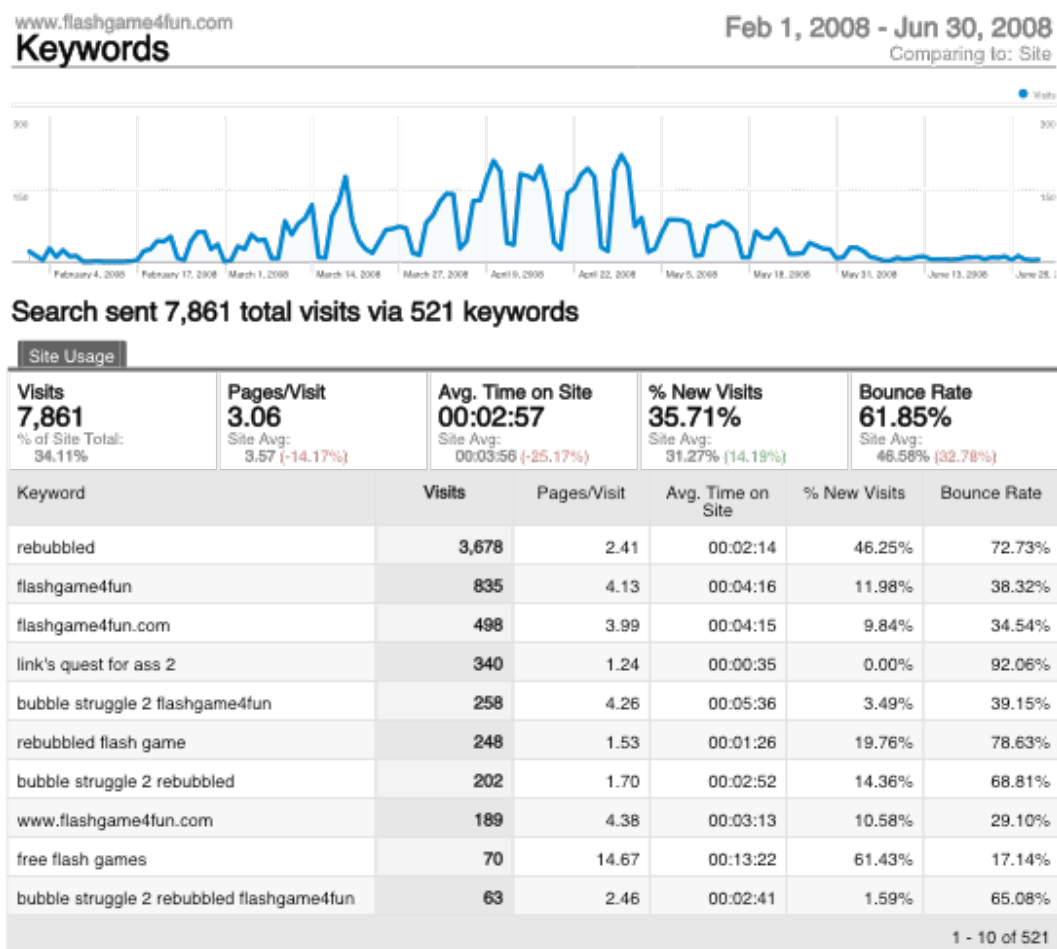 www.flashgame4fun.com
Keywords
Feb 1, 2008 - Jun 30, 2008
Comparing to: Site
Visits
300 300
150 150
February 4, 2008 February 17, 2008 March 1, 2008 March 14, 2008 March 27, 2008 April 9, 2008 April 22, 2008 May 5, 2008 May 18, 2008 May 31, 2008 June 13, 2008 June 26,
Search sent 7,861 total visits via 521 keywords
Site Usage
Visits
7,861
% of Site Total:
34.11%
Pages/Visit
3.06
Site Avg:
3.57 (-14.17%)
Avg. Time on Site
00:02:57
Site Avg:
00:03:56 (-25.17%)
% New Visits
35.71%
Site Avg:
31.27% (14.19%)
Bounce Rate
61.85%
Site Avg:
46.58% (32.78%)
Keyword Visits Pages/Visit Avg. Time on Site % New Visits Bounce Rate
rebubbled 3,678 2.41 00:02:14 46.25% 72.73%
flashgame4fun 835 4.13 00:04:16 11.98% 38.32%
flashgame4fun.com 498 3.99 00:04:15 9.84% 34.54%
link's quest for ass 2 340 1.24 00:00:35 0.00% 92.06%
bubble struggle 2 flashgame4fun 258 4.26 00:05:36 3.49% 39.15%
rebubbled flash game 248 1.53 00:01:26 19.76% 78.63%
bubble struggle 2 rebubbled 202 1.70 00:02:52 14.36% 68.81%
www.flashgame4fun.com 189 4.38 00:03:13 10.58% 29.10%
free flash games 70 14.67 00:13:22 61.43% 17.14%
bubble struggle 2 rebubbled flashgame4fun 63 2.46 00:02:41 1.59% 65.08%
1 - 10 of 521